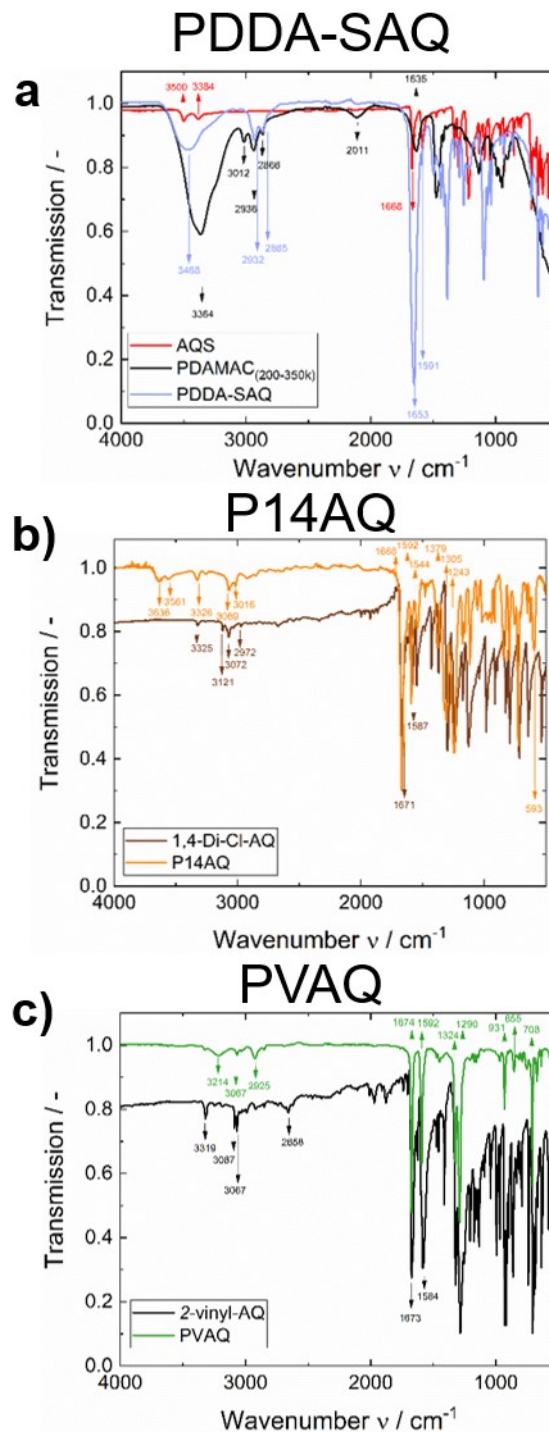 PDDA-SAQ
a
3500 3384
1635
1.0
0.8
0.6
0.4
0.2
0.0
Transmission / -
3012
2866
2011
2936
1668
3468
2932
2885
3364
1591
1653
AQS
PDAMAC(200-350k)
PDDA-SAQ
4000 3000 2000 1000
Wavenumber ν / cm⁻¹
P14AQ
b)
1668 1592 1379
1544 1305
1243
1.0
0.8
0.6
0.4
0.2
0.0
Transmission / -
3561 3326 3016
3636 3069
3325 2972
3072
3121
1587
1671
593
1,4-Di-Cl-AQ
P14AQ
4000 3000 2000 1000
Wavenumber ν / cm⁻¹
PVAQ
c)
1674 1592 1290 931 655
1324 708
1.0
0.8
0.6
0.4
0.2
0.0
Transmission / -
3214 2925
3067
3319 2658
3087
3067
1584
1673
2-vinyl-AQ
PVAQ
4000 3000 2000 1000
Wavenumber ν / cm⁻¹